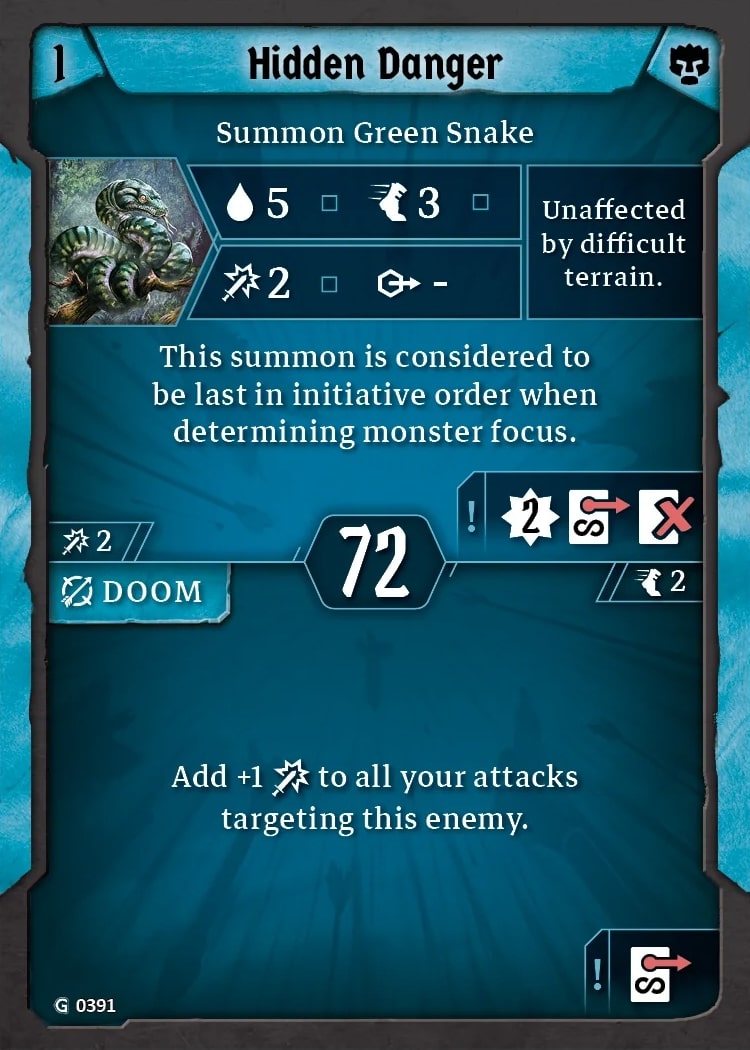 1
Hidden Danger
Summon Green Snake
5 3
2 -
Unaffected
by difficult
terrain.
This summon is considered to
be last in initiative order when
determining monster focus.
! 2
2
72
DOOM
2
Add +1 to all your attacks
targeting this enemy.
!
G 0391